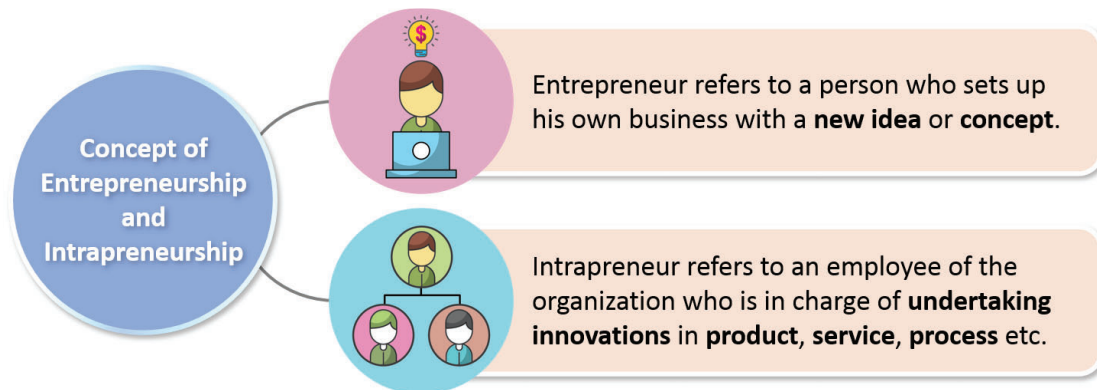 Concept of
Entrepreneurship
and
Intrapreneurship
$
Entrepreneur refers to a person who sets up
his own business with a new idea or concept.
Intrapreneur refers to an employee of the
organization who is in charge of undertaking
innovations in product, service, process etc.